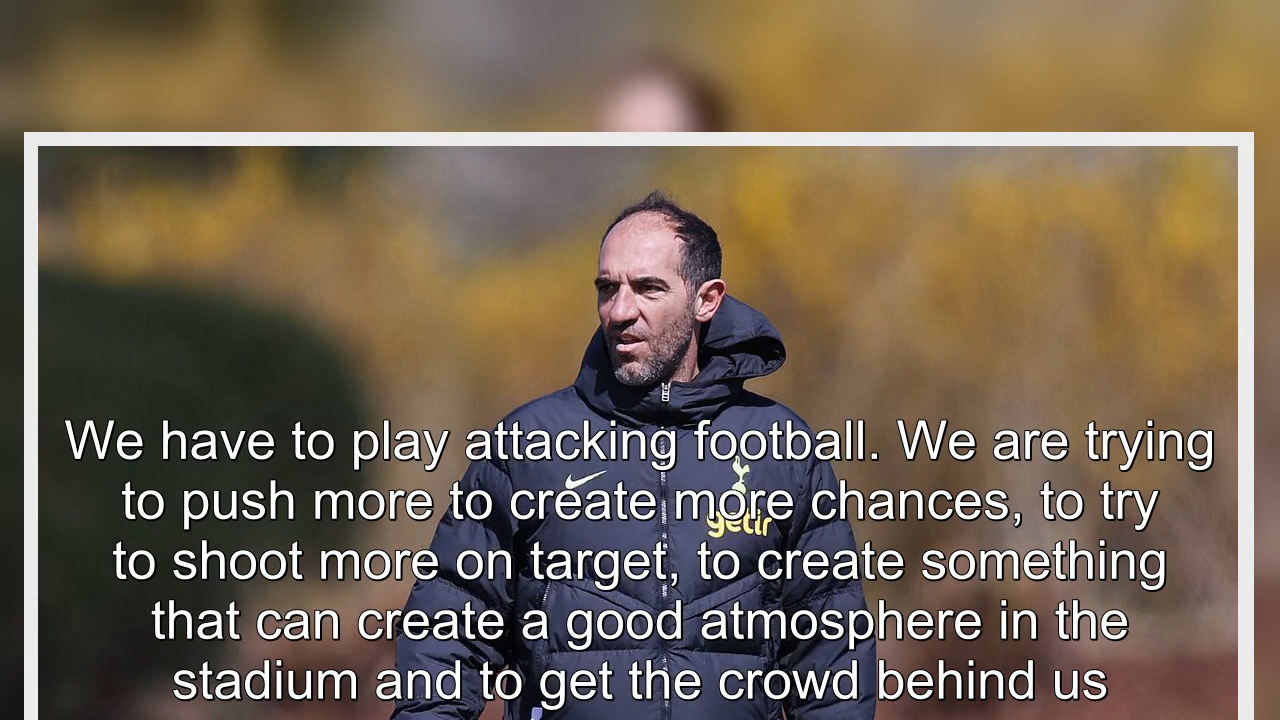 We have to play attacking football. We are trying
to push more to create more chances, to try
to shoot more on target, to create something
that can create a good atmosphere in the
stadium and to get the crowd behind us
getir